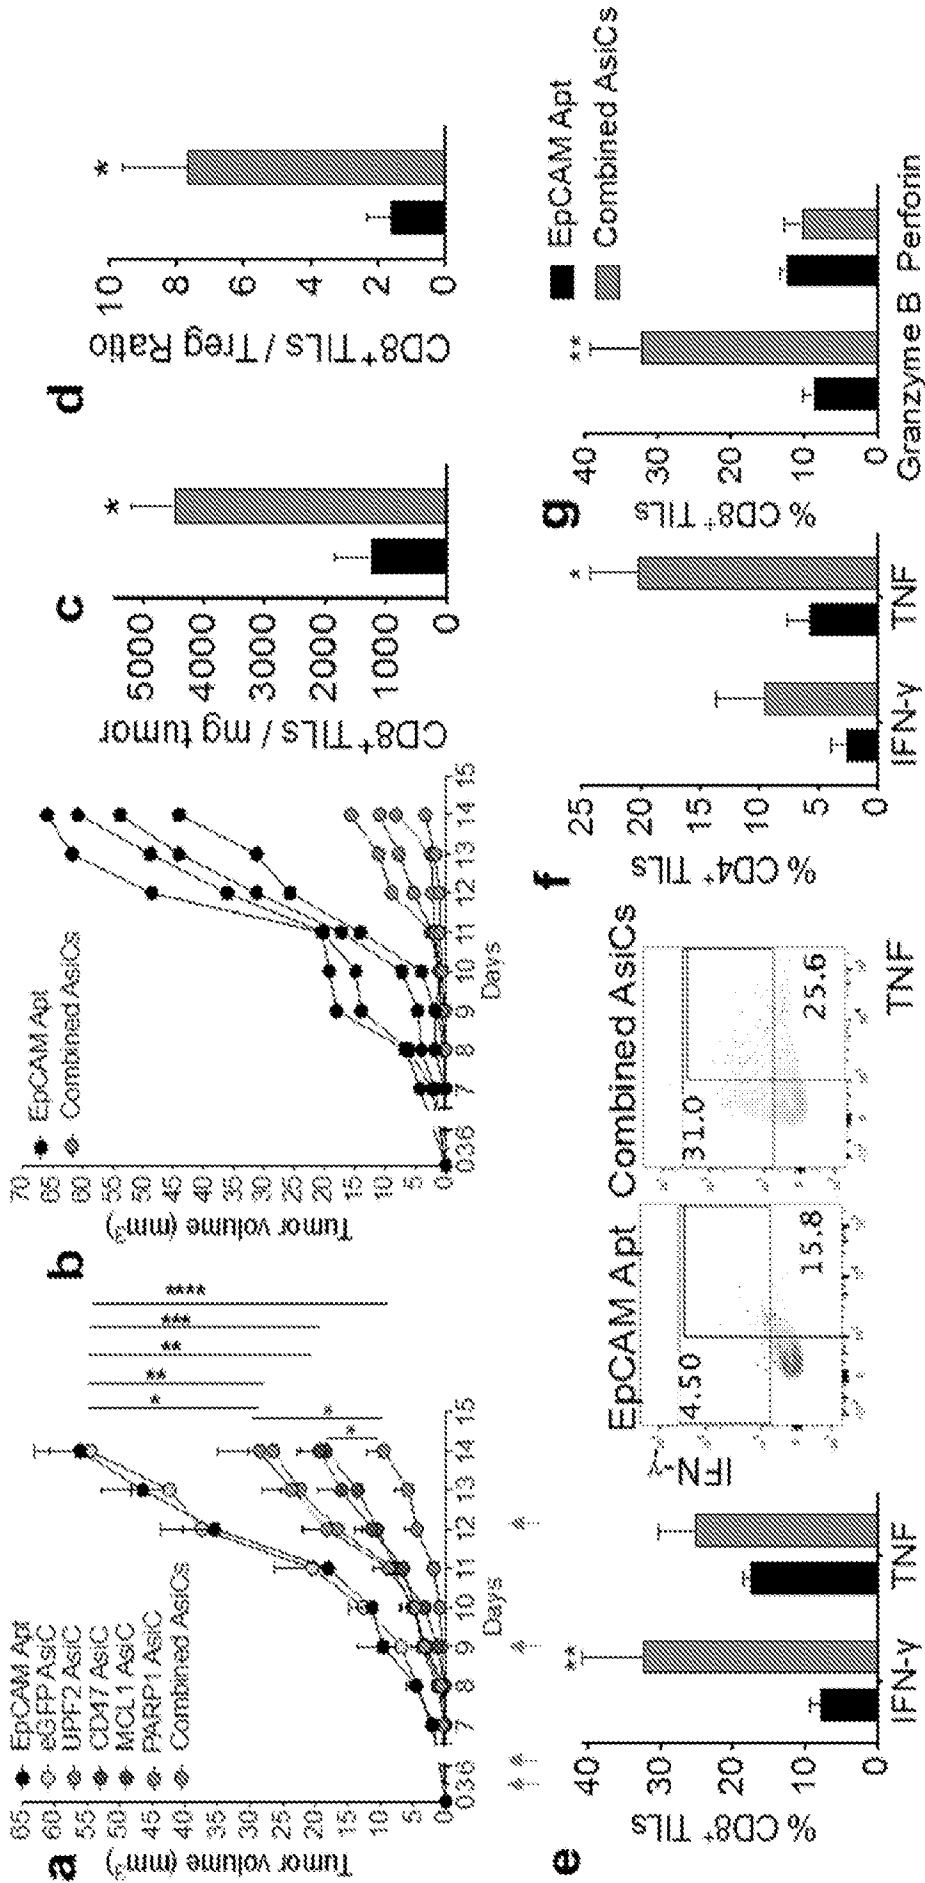 a
Tumor volume (mm³)
65
60
55
50
45
40
35
30
25
20
15
10
5
0
EpCAM Apt
eGFP AsiC
UPF2 AsiC
CD47 AsiC
MCL1 AsiC
PARP1 AsiC
Combined AsiCs
0 3 6 7 8 9 10 11 12 13 14 15
Days
*
*
*
**
**
***
****
b
Tumor volume (mm³)
70
65
60
55
50
45
40
35
30
25
20
15
10
5
0
EpCAM Apt
Combined AsiCs
0 3 6 7 8 9 10 11 12 13 14 15
Days
c
CD8⁺TILs / mg tumor
5000
4000
3000
2000
1000
0
*
d
CD8⁺TILs / Treg Ratio
10
8
6
4
2
0
*
e
% CD8⁺ TILs
40
30
20
10
0
**
IFN-γ TNF
EpCAM Apt Combined AsiCs
IFN-γ
4.50
15.8
31.0
25.6
TNF
f
% CD4⁺ TILs
25
20
15
10
5
0
*
IFN-γ TNF
g
% CD8⁺ TILs
40
30
20
10
0
**
Granzyme B Perforin
EpCAM Apt
Combined AsiCs